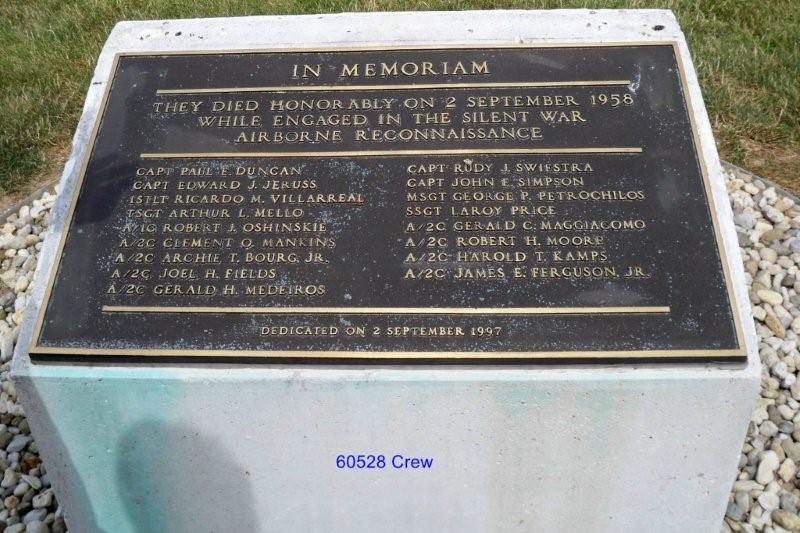 IN MEMORIAM
THEY DIED HONORABLY ON 2 SEPTEMBER 1958
WHILE ENGAGED IN THE SILENT WAR
AIRBORNE RECONNAISSANCE
CAPT PAUL E. DUNCAN
CAPT EDWARD J. JERUSS
1STLT RICARDO M. VILLARREAL
TSGT ARTHUR L. MELLO
A/1C ROBERT J. OSHINSKIE
A/2C CLEMENT O. MANKINS
A/2C ARCHIE T. BOURG, JR.
A/2C JOEL H. FIELDS
A/2C GERALD H. MEDEIROS
CAPT RUDY J. SWIESTRA
CAPT JOHN E. SIMPSON
MSGT GEORGE P. PETROCHILOS
SSGT LAROY PRICE
A/2C GERALD C. MAGGIACOMO
A/2C ROBERT H. MOORE
A/2C HAROLD T. KAMPS
A/2C JAMES E. FERGUSON, JR.
DEDICATED ON 2 SEPTEMBER 1997
60528 Crew